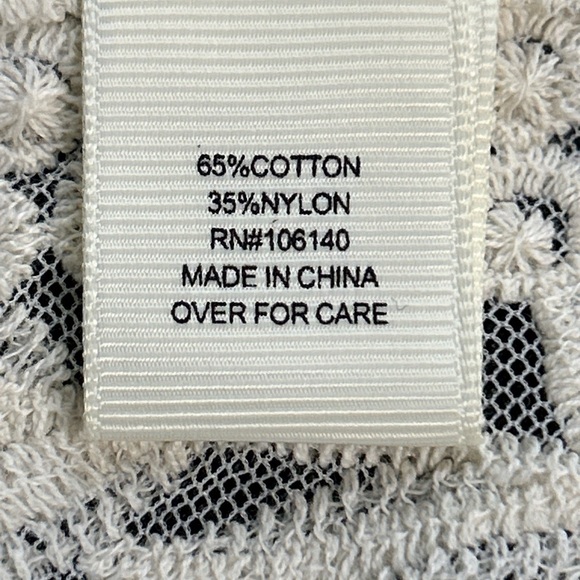 65%COTTON
35%NYLON
RN#106140
MADE IN CHINA
OVER FOR CARE